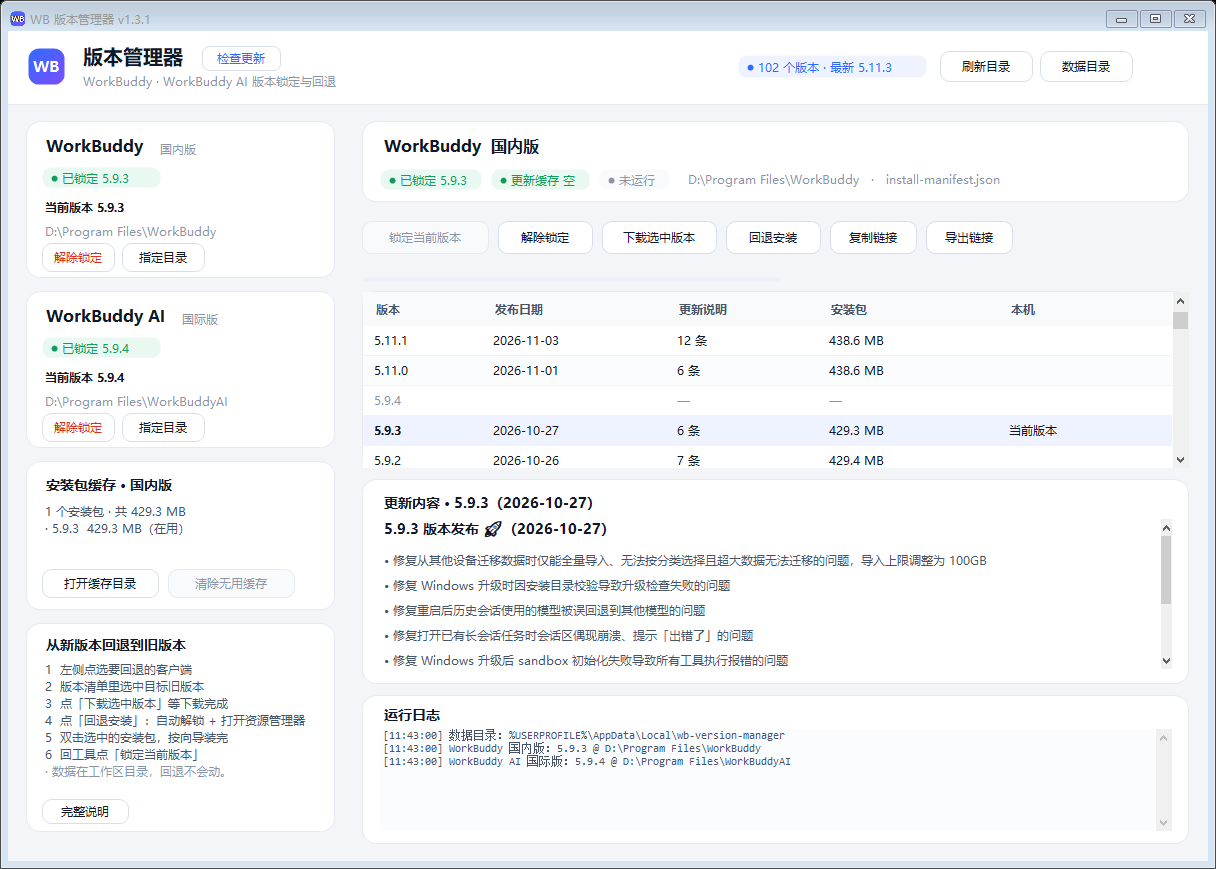 WB WB 版本管理器 v1.3.1
WB
版本管理器 检查更新
WorkBuddy · WorkBuddy AI 版本锁定与回退
102 个版本 · 最新 5.11.3 刷新目录 数据目录
WorkBuddy 国内版
已锁定 5.9.3
当前版本 5.9.3
D:\Program Files\WorkBuddy
解除锁定 指定目录
WorkBuddy AI 国际版
已锁定 5.9.4
当前版本 5.9.4
D:\Program Files\WorkBuddyAI
解除锁定 指定目录
安装包缓存 • 国内版
1 个安装包 · 共 429.3 MB
· 5.9.3 429.3 MB（在用）
打开缓存目录 清除无用缓存
从新版本回退到旧版本
1 左侧点选要回退的客户端
2 版本清单里选中目标旧版本
3 点「下载选中版本」等下载完成
4 点「回退安装」：自动解锁 + 打开资源管理器
5 双击选中的安装包，按向导装完
6 回工具点「锁定当前版本」
· 数据在工作区目录，回退不会动。
完整说明
WorkBuddy 国内版
已锁定 5.9.3 更新缓存 空 未运行 D:\Program Files\WorkBuddy · install-manifest.json
锁定当前版本 解除锁定 下载选中版本 回退安装 复制链接 导出链接
版本 发布日期 更新说明 安装包 本机
5.11.1 2026-11-03 12 条 438.6 MB
5.11.0 2026-11-01 6 条 438.6 MB
5.9.4 — —
5.9.3 2026-10-27 6 条 429.3 MB 当前版本
5.9.2 2026-10-26 7 条 429.4 MB
更新内容 • 5.9.3（2026-10-27）
5.9.3 版本发布 🚀（2026-10-27）
• 修复从其他设备迁移数据时仅能全量导入、无法按分类选择且超大数据无法迁移的问题，导入上限调整为 100GB
• 修复 Windows 升级时因安装目录校验导致升级检查失败的问题
• 修复重启后历史会话使用的模型被误回退到其他模型的问题
• 修复打开已有长会话任务时会话区偶现崩溃、提示「出错了」的问题
• 修复 Windows 升级后 sandbox 初始化失败导致所有工具执行报错的问题
运行日志
[11:43:00] 数据目录: %USERPROFILE%\AppData\Local\wb-version-manager
[11:43:00] WorkBuddy 国内版: 5.9.3 @ D:\Program Files\WorkBuddy
[11:43:00] WorkBuddy AI 国际版: 5.9.4 @ D:\Program Files\WorkBuddyAI